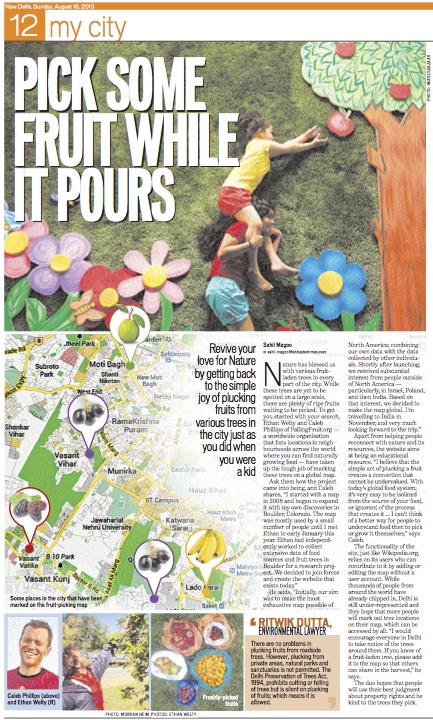 New Delhi, Sunday, August 18, 2013
12 my city
PICK SOME
FRUIT WHILE
IT POURS
Revive your
love for Nature
by getting back
to the simple
joy of plucking
fruits from
various trees in
the city just as
you did when
you were
a kid
Jheel Park
Subroto
Park
Moti Bagh
Shanti
Niketan
West End
New Moti
Bagh
Netaji Nagar
RamaKrishna
Puram
Shankar
Vihar
Vasant
Vihar
Munirka
IIT Campus
Hauz Khas
Jawaharlal
Nehru University
Katwaria
Sarai
Vasant
Vatika
B-10 Park
Vasant Kunj
Lado Sarai
Saket
Some places in the city that have been
marked on the fruit-picking map
Sahil Magoo
sahil.magoo@hindustantimes.com
Nature has blessed us
with various fruit-
laden trees in every
part of the city. While
these trees are yet to be
spotted on a large scale,
there are plenty of ripe fruits
waiting to be picked. To get
you started with your search,
Ethan Welty and Caleb
Phillips of FallingFruit.org —
a worldwide organisation
that lists locations in neigh-
bourhoods across the world
where you can find naturally
growing food — have taken
up the tough job of marking
these trees on a global map.
Ask them how the project
came into being, and Caleb
shares, "I started with a map
in 2008 and began to expand
it with my own discoveries in
Boulder, Colorado. The map
was mostly used by a small
number of people until I met
Ethan in early January this
year. Ethan had independ-
ently worked to collect
extensive data of food
sources and fruit trees in
Boulder for a research proj-
ect. We decided to join forces
and create the website that
exists today."
He adds, "Initially, our aim
was to make the most
exhaustive map possible of
North America; combining
our own data with the data
collected by other individu-
als. Shortly after launching,
we received substantial
interest from people outside
of North America —
particularly, in Israel, Poland,
and then India. Based on
that interest, we decided to
make the map global. I'm
travelling to India in
November, and very much
looking forward to the trip."
Apart from helping people
reconnect with nature and its
resources, the website aims
at being an educational
resource. "I believe that the
simple act of plucking a fruit
creates a connection that
cannot be undervalued. With
today's global food system,
it's very easy to be isolated
from the source of your food,
or ignorant of the process
that creates it ... I can't think
of a better way for people to
understand food then to pick
or grow it themselves," says
Caleb.
The functionality of the
site, just like Wikipedia.org,
relies on its users who can
contribute to it by adding or
editing the map without a
user account. While
thousands of people from
around the world have
already chipped in, Delhi is
still under-represented and
they hope that more people
will mark out tree locations
on their map, which can be
accessed by all. "I would
encourage everyone in Delhi
to take notice of the trees
around them. If you know of
a fruit-laden tree, please add
it to the map so that others
can share in the harvest," he
says.
The duo hopes that people
will use their best judgment
about property rights and be
kind to the trees they pick.
RITWIK DUTTA,
ENVIRONMENTAL LAWYER
There are no problems in
plucking fruits from roadside
trees. However, plucking from
private areas, natural parks and
sanctuaries is not permitted. The
Delhi Preservation of Trees Act,
1994, prohibits cutting or felling
of trees but is silent on plucking
of fruits; which means it is
allowed.
Caleb Phillips (above)
and Ethan Welty (R)
Freshly-picked
fruits
PHOTO: MORGAN REIM PHOTOS: ETHAN WELTY